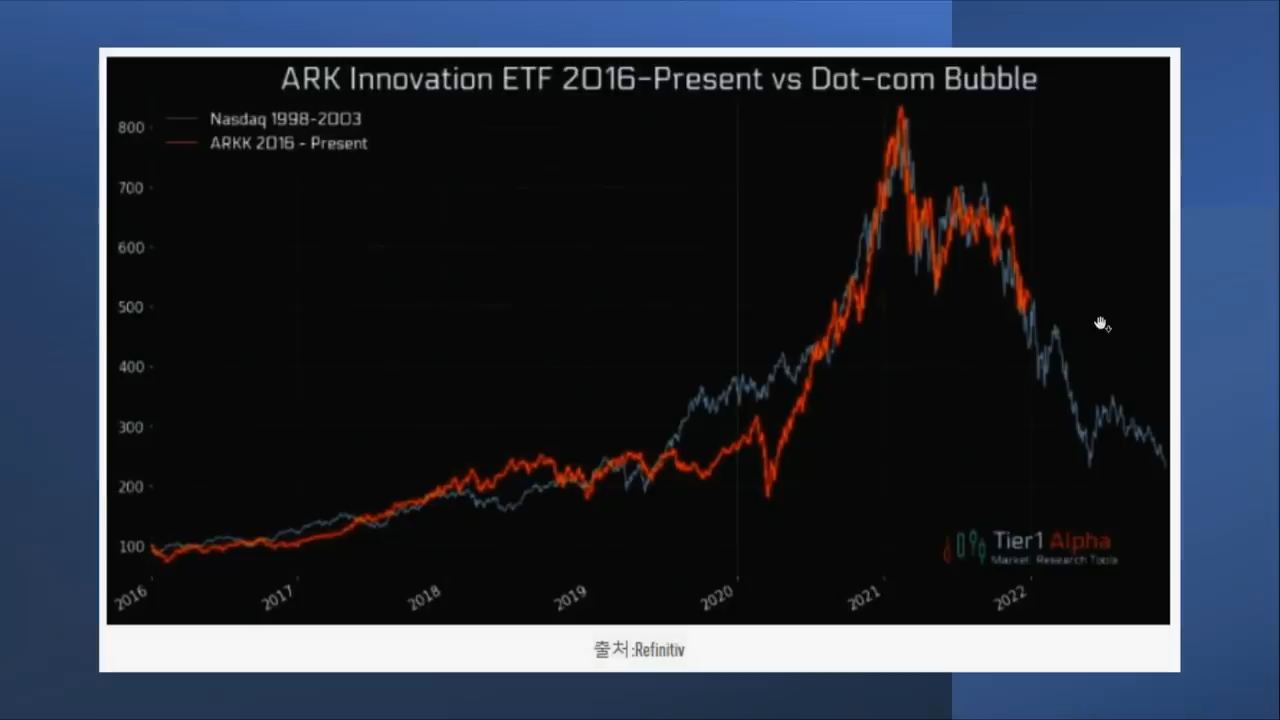 ARK Innovation ETF 2016-Present vs Dot-com Bubble
Nasdaq 1998-2003
ARKK 2016 - Present
800
700
600
500
400
300
200
100
2016
2017
2018
2019
2020
2021
2022
Tier1 Alpha
Market Research Tools
출처:Refinitiv